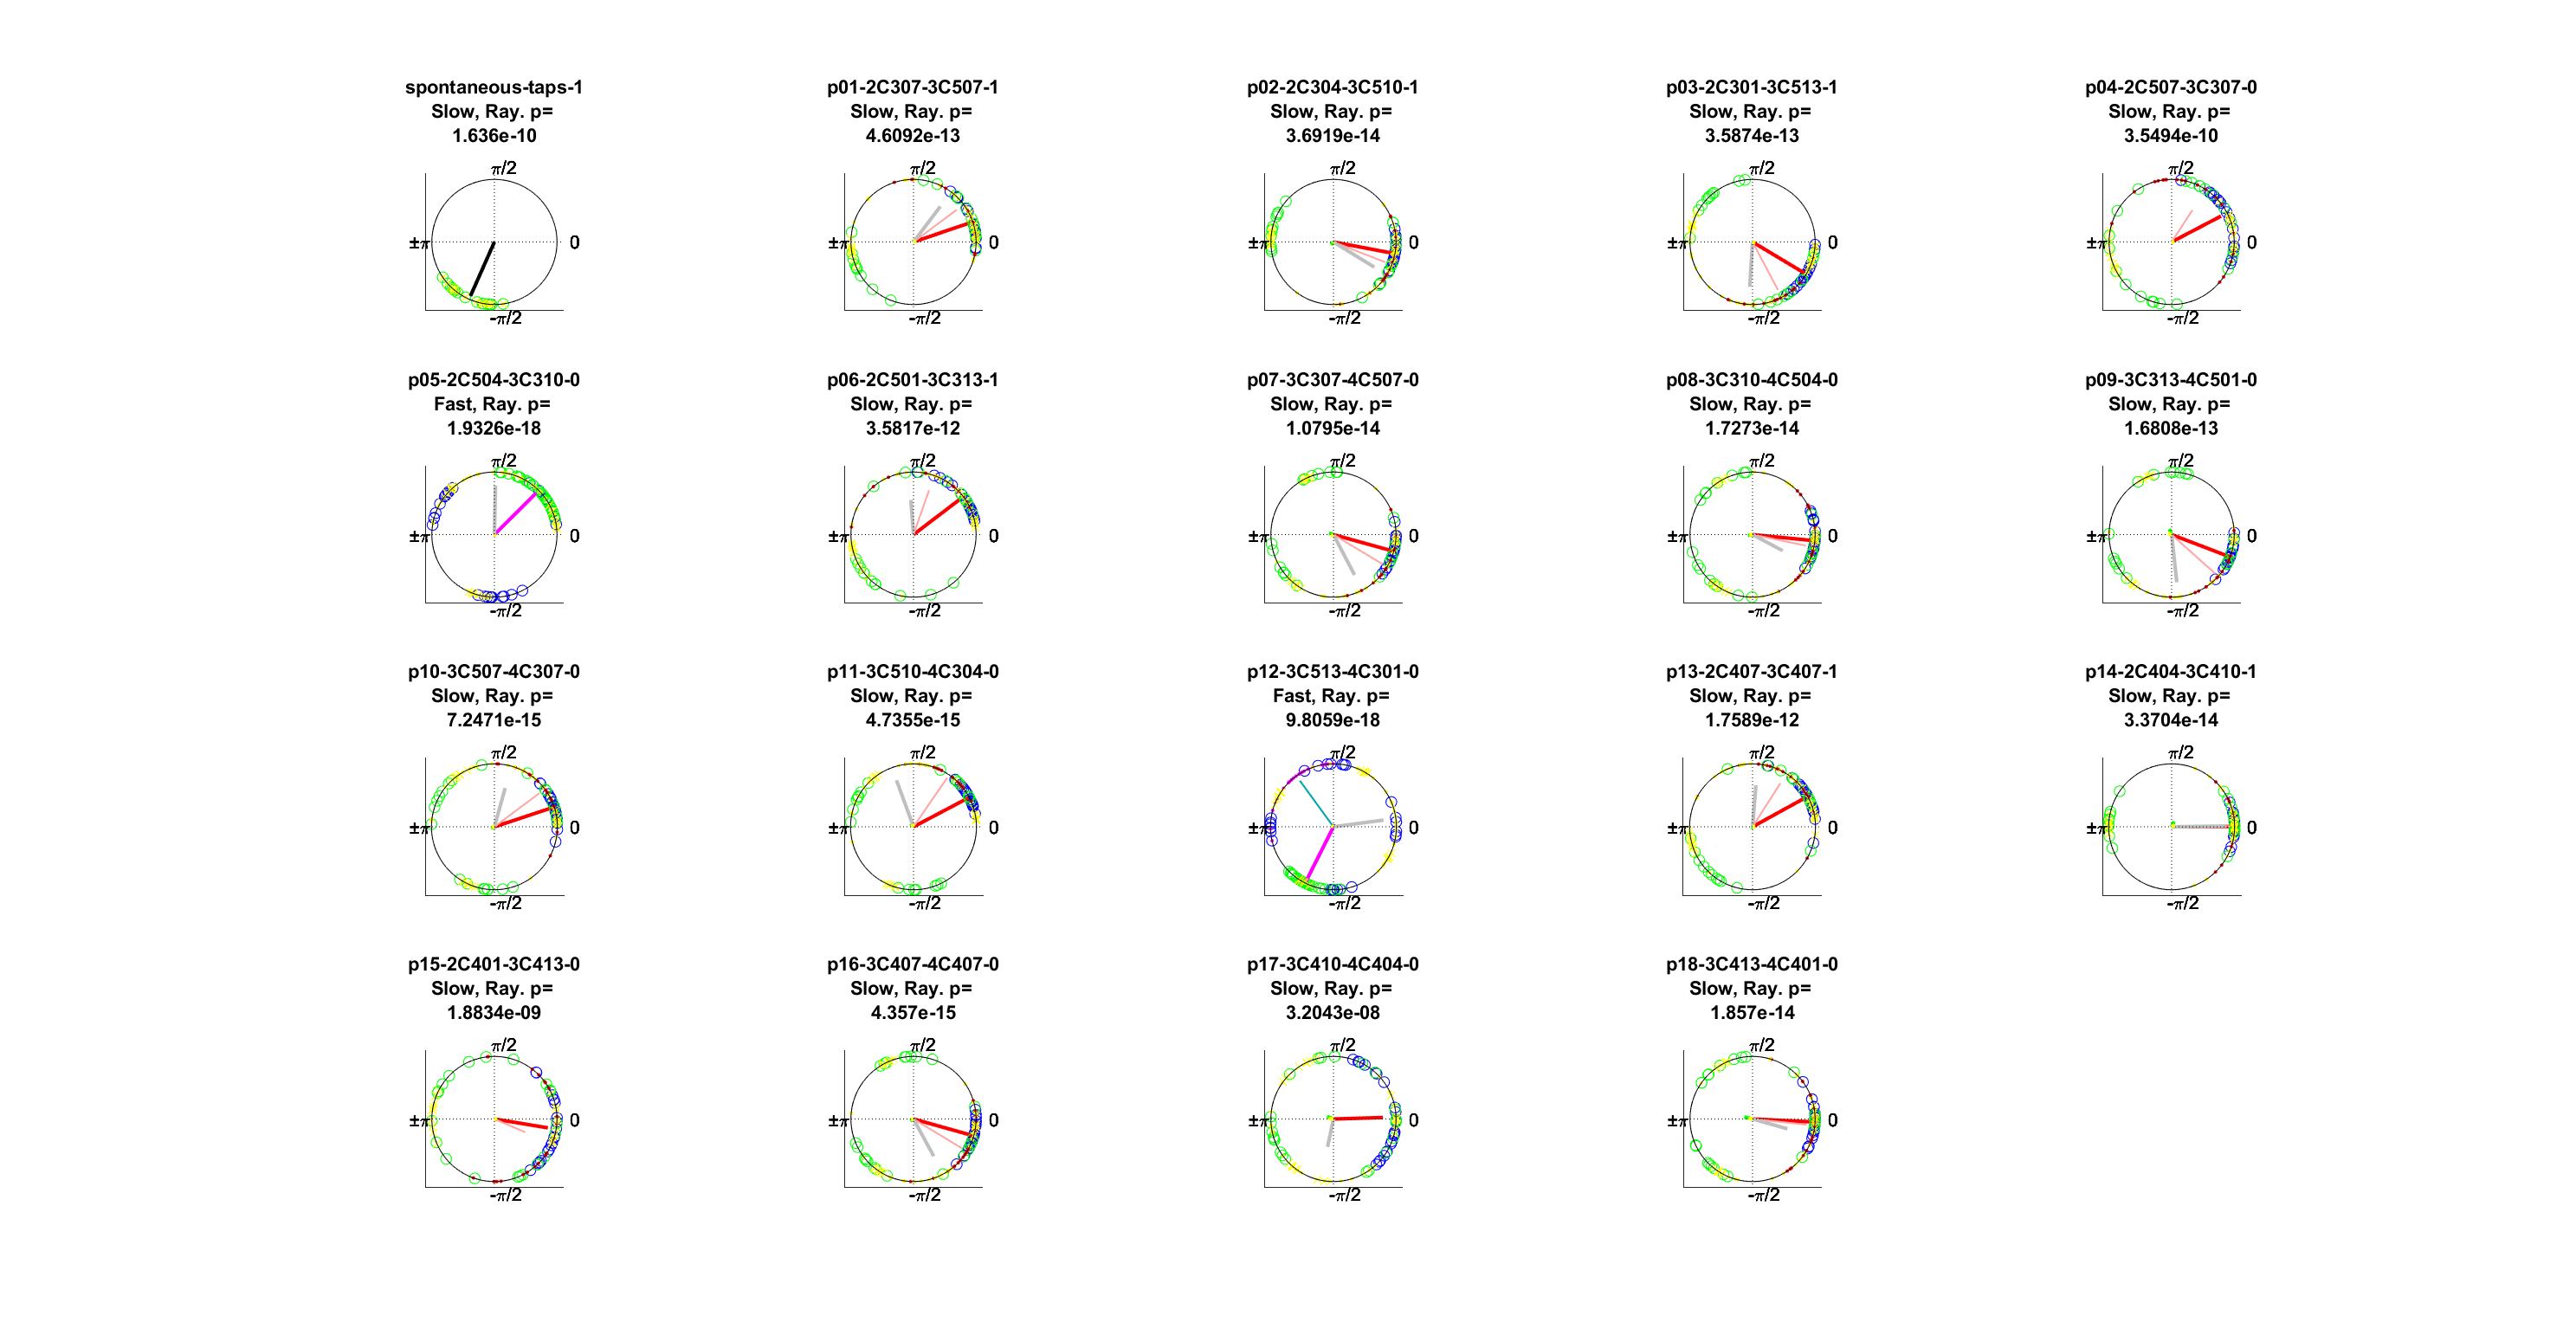 spontaneous-taps-1
Slow, Ray. p=
1.636e-10
π/2
±π
0
-π/2
p01-2C307-3C507-1
Slow, Ray. p=
4.6092e-13
π/2
±π
0
-π/2
p02-2C304-3C510-1
Slow, Ray. p=
3.6919e-14
π/2
±π
0
-π/2
p03-2C301-3C513-1
Slow, Ray. p=
3.5874e-13
π/2
±π
0
-π/2
p04-2C507-3C307-0
Slow, Ray. p=
3.5494e-10
π/2
±π
0
-π/2
p05-2C504-3C310-0
Fast, Ray. p=
1.9326e-18
π/2
±π
0
-π/2
p06-2C501-3C313-1
Slow, Ray. p=
3.5817e-12
π/2
±π
0
-π/2
p07-3C307-4C507-0
Slow, Ray. p=
1.0795e-14
π/2
±π
0
-π/2
p08-3C310-4C504-0
Slow, Ray. p=
1.7273e-14
π/2
±π
0
-π/2
p09-3C313-4C501-0
Slow, Ray. p=
1.6808e-13
π/2
±π
0
-π/2
p10-3C507-4C307-0
Slow, Ray. p=
7.2471e-15
π/2
±π
0
-π/2
p11-3C510-4C304-0
Slow, Ray. p=
4.7355e-15
π/2
±π
0
-π/2
p12-3C513-4C301-0
Fast, Ray. p=
9.8059e-18
π/2
±π
0
-π/2
p13-2C407-3C407-1
Slow, Ray. p=
1.7589e-12
π/2
±π
0
-π/2
p14-2C404-3C410-1
Slow, Ray. p=
3.3704e-14
π/2
±π
0
-π/2
p15-2C401-3C413-0
Slow, Ray. p=
1.8834e-09
π/2
±π
0
-π/2
p16-3C407-4C407-0
Slow, Ray. p=
4.357e-15
π/2
±π
0
-π/2
p17-3C410-4C404-0
Slow, Ray. p=
3.2043e-08
π/2
±π
0
-π/2
p18-3C413-4C401-0
Slow, Ray. p=
1.857e-14
π/2
±π
0
-π/2